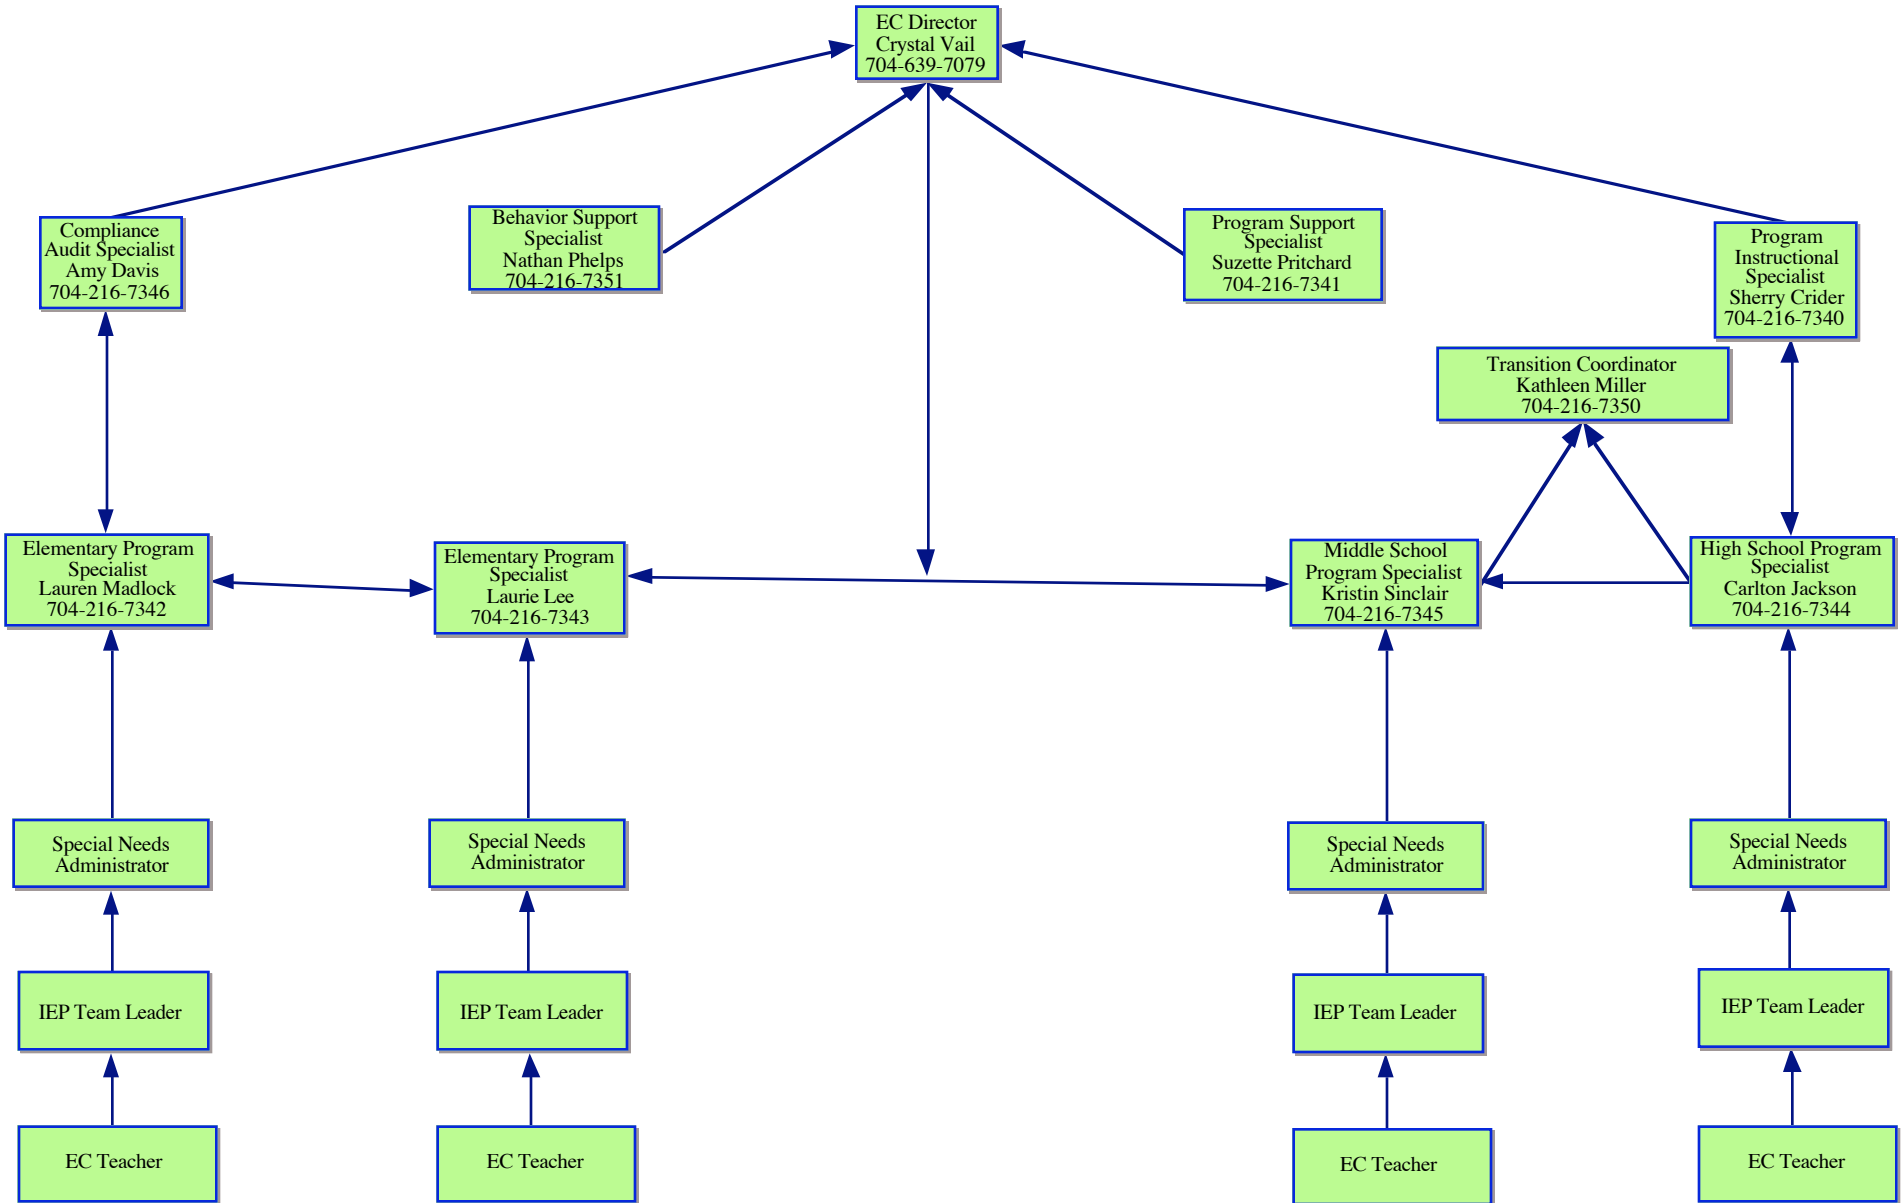 EC Director
Crystal Vail
704-639-7079
Compliance
Audit Specialist
Amy Davis
704-216-7346
Behavior Support
Specialist
Nathan Phelps
704-216-7351
Program Support
Specialist
Suzette Pritchard
704-216-7341
Program
Instructional
Specialist
Sherry Crider
704-216-7340
Transition Coordinator
Kathleen Miller
704-216-7350
Elementary Program
Specialist
Lauren Madlock
704-216-7342
Elementary Program
Specialist
Laurie Lee
704-216-7343
Middle School
Program Specialist
Kristin Sinclair
704-216-7345
High School Program
Specialist
Carlton Jackson
704-216-7344
Special Needs
Administrator
Special Needs
Administrator
Special Needs
Administrator
Special Needs
Administrator
IEP Team Leader
IEP Team Leader
IEP Team Leader
IEP Team Leader
EC Teacher
EC Teacher
EC Teacher
EC Teacher